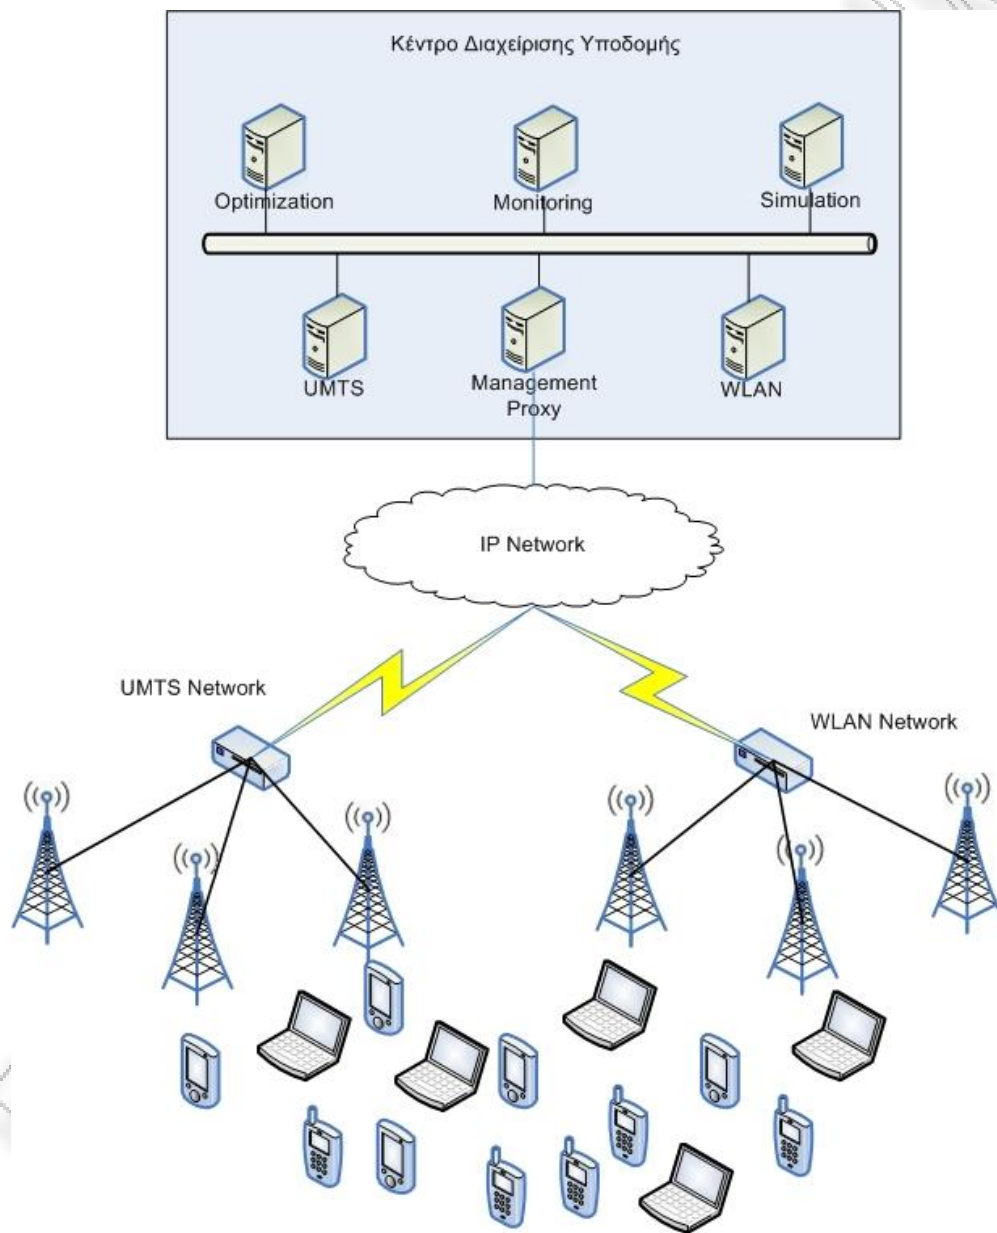 Κέντρο Διαχείρισης Υποδομής
Optimization
Monitoring
Simulation
UMTS
Management
Proxy
WLAN
IP Network
UMTS Network
WLAN Network